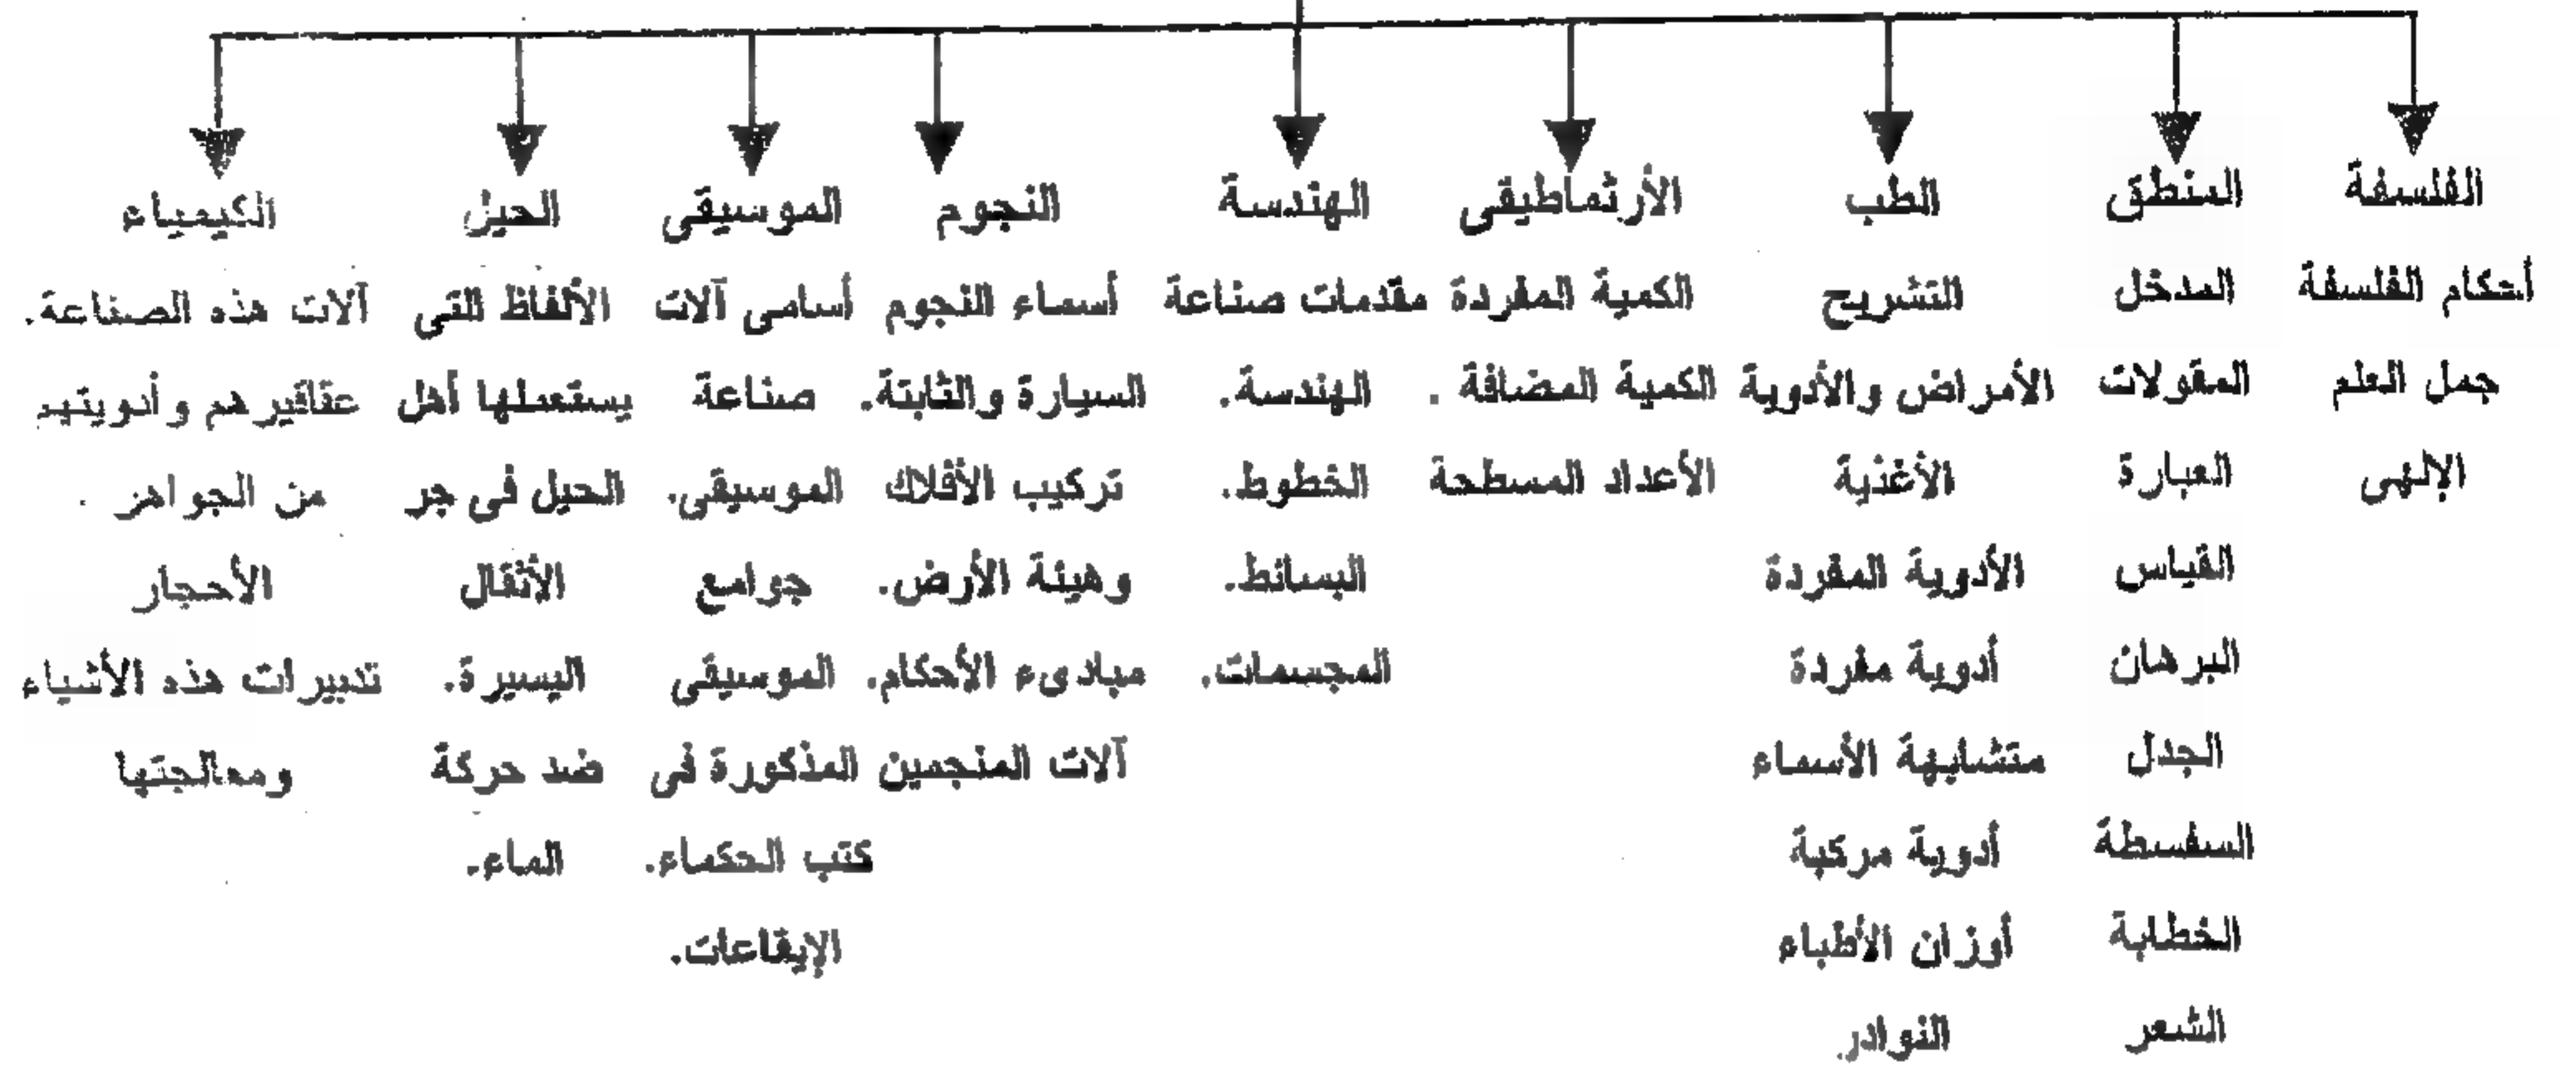 الفلسفة
أحكام الفلسفة
جمل العلم
الإلهى
المنطق
المدخل
المقولات
العبارة
القياس
البرهان
الجدل
السفسطة
الخطابة
الشعر
الطب
التشريح
الأمراض والأدوية
الأغذية
الأدوية المفردة
أدوية مفردة
متشابهة الأسماء
أدوية مركبة
أوزان الأطباء
النوادر
الأرثماطيقى
الكمية المفردة
الكمية المضافة .
الأعداد المسطحة
الهندسة
مقدمات صناعة
الهندسة.
الخطوط.
البسائط.
المجسمات.
النجوم
أسماء النجوم
السيارة والثابتة.
تركيب الأفلاك
وهيئة الأرض.
مبادىء الأحكام.
آلات المنجمين
الموسيقى
أسامى آلات
صناعة
الموسيقى.
جوامع
الموسيقى
المذكورة فى
كتب الحكماء.
الإيقاعات.
الحيل
الألفاظ التى
يستعملها أهل
الحيل فى جر
الأثقال
اليسيرة.
ضد حركة
الماء.
الكيمياء
آلات هذه الصناعة.
عقاقيرهم وأدويتهم
من الجواهر .
الأحجار
تدبيرات هذه الأشياء
ومعالجتها